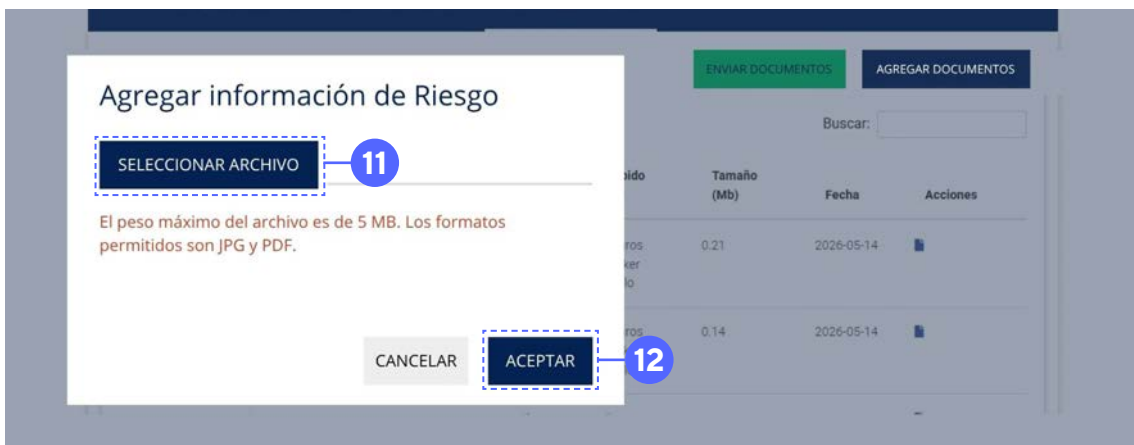 ENVIAR DOCUMENTOS
AGREGAR DOCUMENTOS
Agregar información de Riesgo
Buscar:
SELECCIONAR ARCHIVO
11
Tamaño
(Mb)
Fecha
Acciones
El peso máximo del archivo es de 5 MB. Los formatos
permitidos son JPG y PDF.
0.21
2026-05-14
0.14
2026-05-14
CANCELAR
ACEPTAR
12